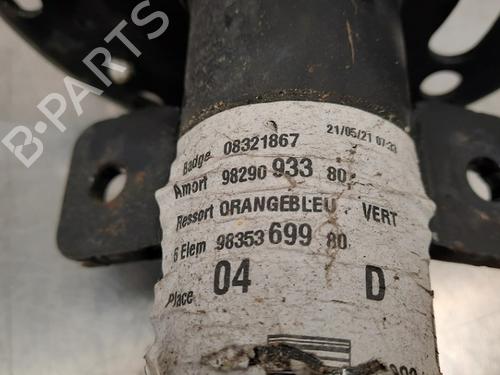 Badge 08321867 21/05/21 07:33
Amort 98290 933 80
Ressort ORANGEBLEU VERT
6 Elem 98353 699 80
Place 04 D
B-PARTS